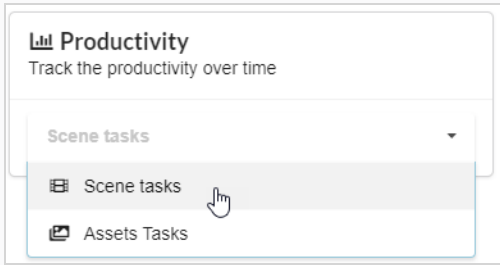 Productivity
Track the productivity over time
Scene tasks
Scene tasks
Assets Tasks